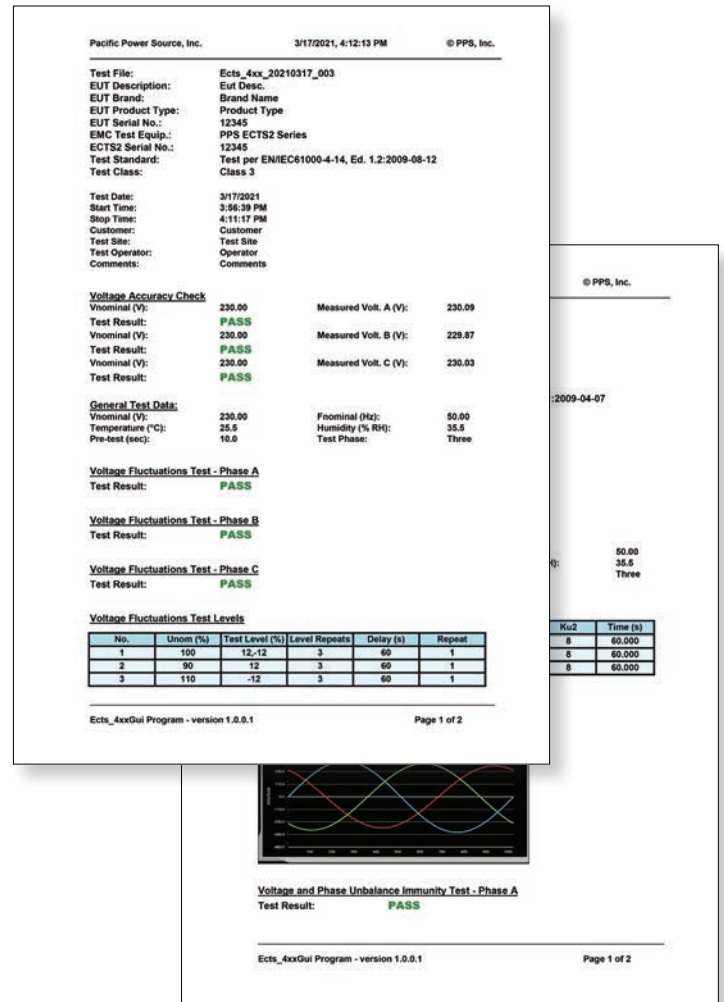 Pacific Power Source, Inc. 3/17/2021, 4:12:13 PM © PPS, Inc.
Test File: Ects_4xx_20210317_003
EUT Description: Eut Desc.
EUT Brand: Brand Name
EUT Product Type: Product Type
EUT Serial No.: 12345
EMC Test Equip.: PPS ECTS2 Series
ECTS2 Serial No.: 12345
Test Standard: Test per EN/IEC61000-4-14, Ed. 1.2:2009-08-12
Test Class: Class 3
Test Date: 3/17/2021
Start Time: 3:56:39 PM
Stop Time: 4:11:17 PM
Customer: Customer
Test Site: Test Site
Test Operator: Operator
Comments: Comments
Voltage Accuracy Check
Vnominal (V): 230.00 Measured Volt. A (V): 230.09
Test Result: PASS
Vnominal (V): 230.00 Measured Volt. B (V): 229.87
Test Result: PASS
Vnominal (V): 230.00 Measured Volt. C (V): 230.03
Test Result: PASS
General Test Data:
Vnominal (V): 230.00 Fnominal (Hz): 50.00
Temperature (°C): 25.5 Humidity (% RH): 35.5
Pre-test (sec): 10.0 Test Phase: Three
Voltage Fluctuations Test - Phase A
Test Result: PASS
Voltage Fluctuations Test - Phase B
Test Result: PASS
Voltage Fluctuations Test - Phase C
Test Result: PASS
Voltage Fluctuations Test Levels
No. Unom (%) Test Level (%) Level Repeats Delay (s) Repeat
1 100 12,-12 3 60 1
2 90 12 3 60 1
3 110 -12 3 60 1
Ects_4xxGui Program - version 1.0.0.1 Page 1 of 2
© PPS, Inc.
:2009-04-07
50.00
H): 35.5
Three
Ku2 Time (s)
8 60.000
8 60.000
8 60.000
Voltage and Phase Unbalance Immunity Test - Phase A
Test Result: PASS
Ects_4xxGui Program - version 1.0.0.1 Page 1 of 2